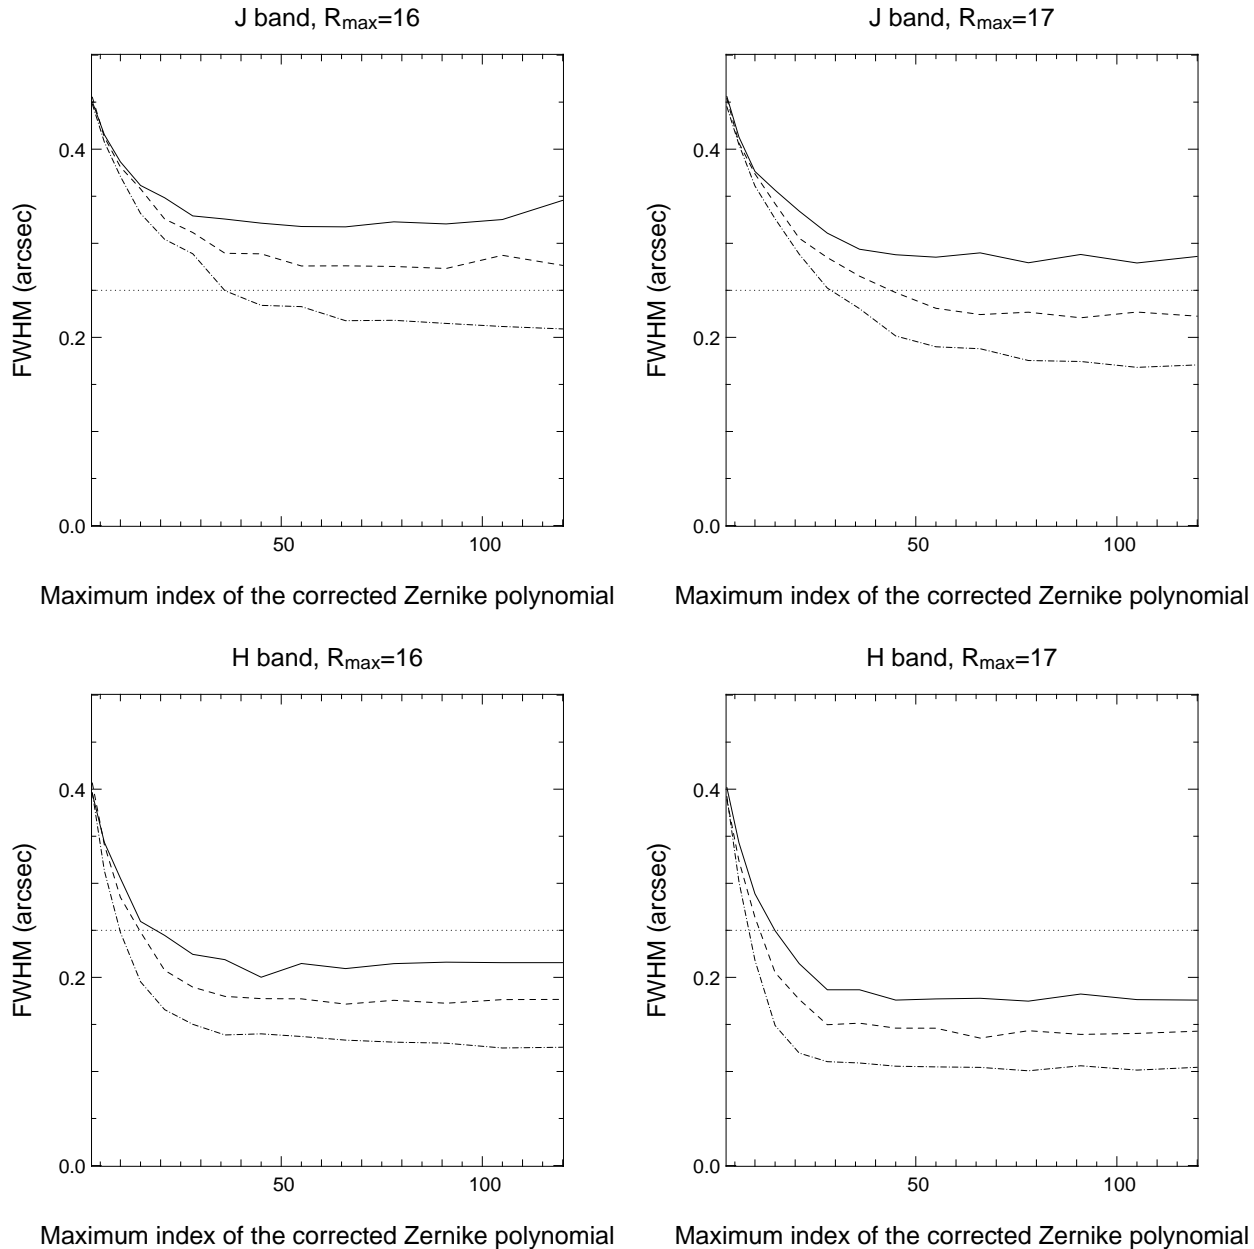 J band, Rmax=16
FWHM (arcsec)
0.4
0.2
0.0
50
100
Maximum index of the corrected Zernike polynomial
J band, Rmax=17
FWHM (arcsec)
0.4
0.2
0.0
50
100
Maximum index of the corrected Zernike polynomial
H band, Rmax=16
FWHM (arcsec)
0.4
0.2
0.0
50
100
Maximum index of the corrected Zernike polynomial
H band, Rmax=17
FWHM (arcsec)
0.4
0.2
0.0
50
100
Maximum index of the corrected Zernike polynomial